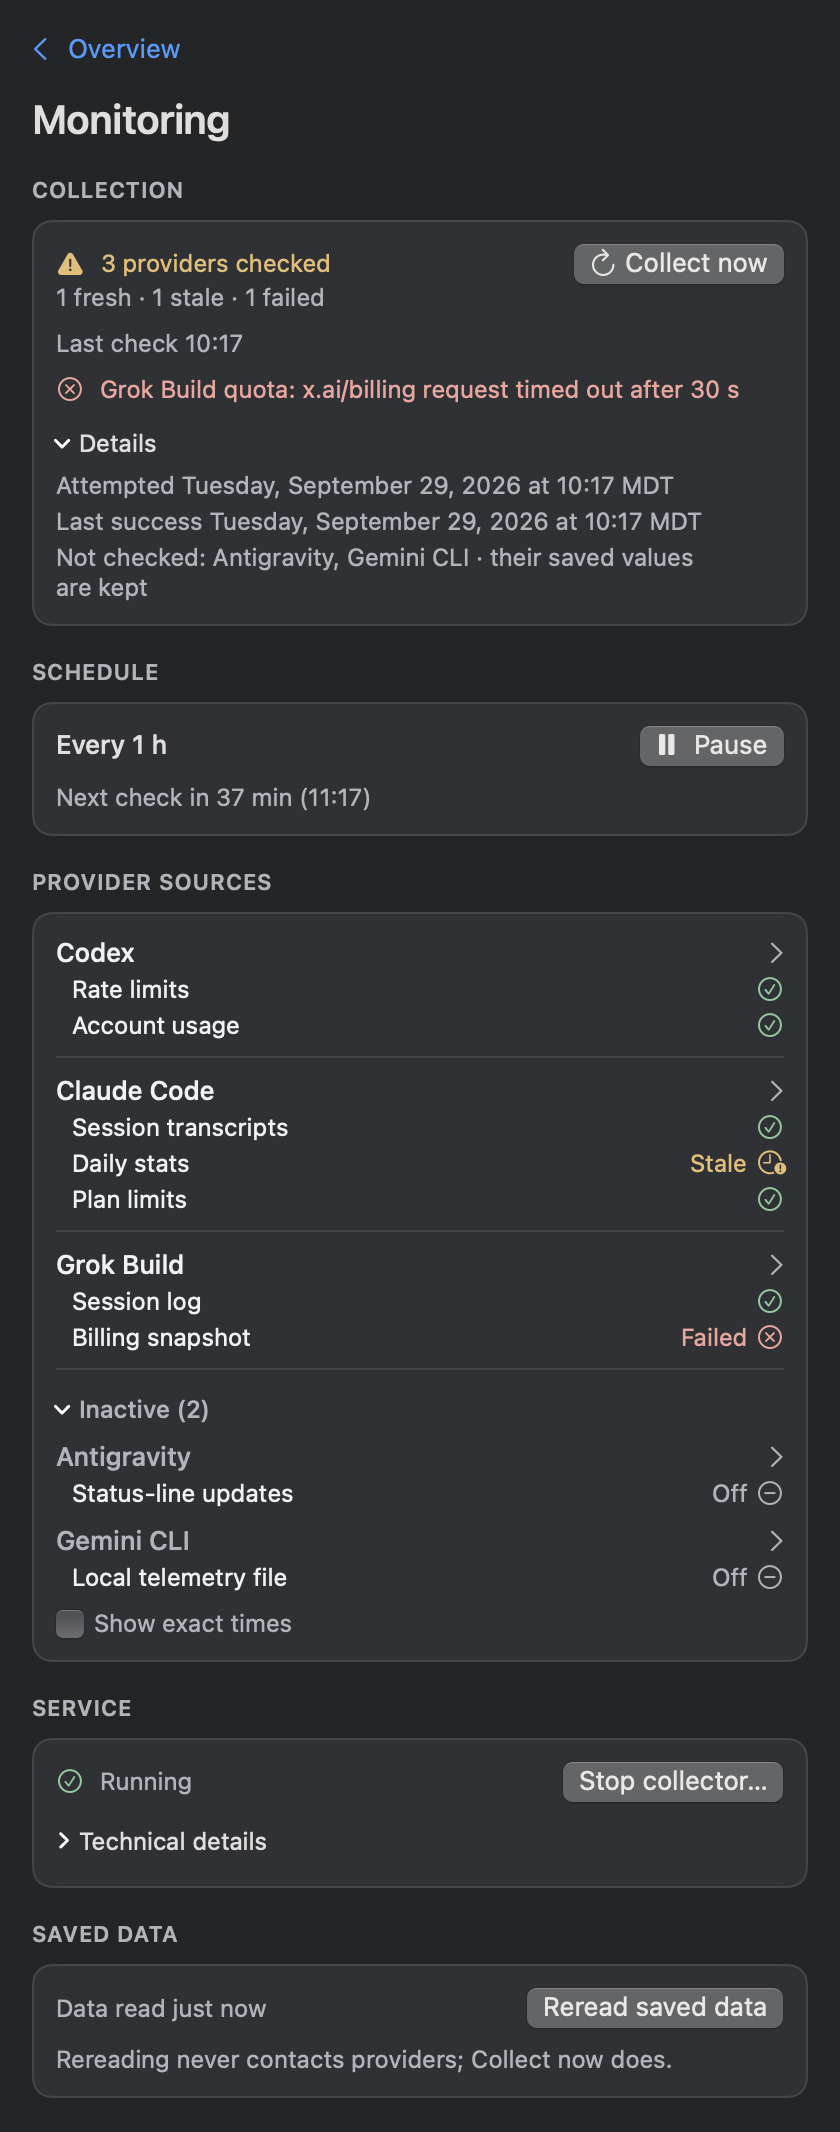 Overview
Monitoring
COLLECTION
3 providers checked
Collect now
1 fresh · 1 stale · 1 failed
Last check 10:17
Grok Build quota: x.ai/billing request timed out after 30 s
Details
Attempted Tuesday, September 29, 2026 at 10:17 MDT
Last success Tuesday, September 29, 2026 at 10:17 MDT
Not checked: Antigravity, Gemini CLI · their saved values
are kept
SCHEDULE
Every 1 h
Pause
Next check in 37 min (11:17)
PROVIDER SOURCES
Codex
Rate limits
Account usage
Claude Code
Session transcripts
Daily stats Stale
Plan limits
Grok Build
Session log
Billing snapshot Failed
Inactive (2)
Antigravity
Status-line updates Off
Gemini CLI
Local telemetry file Off
Show exact times
SERVICE
Running
Stop collector...
Technical details
SAVED DATA
Data read just now
Reread saved data
Rereading never contacts providers; Collect now does.